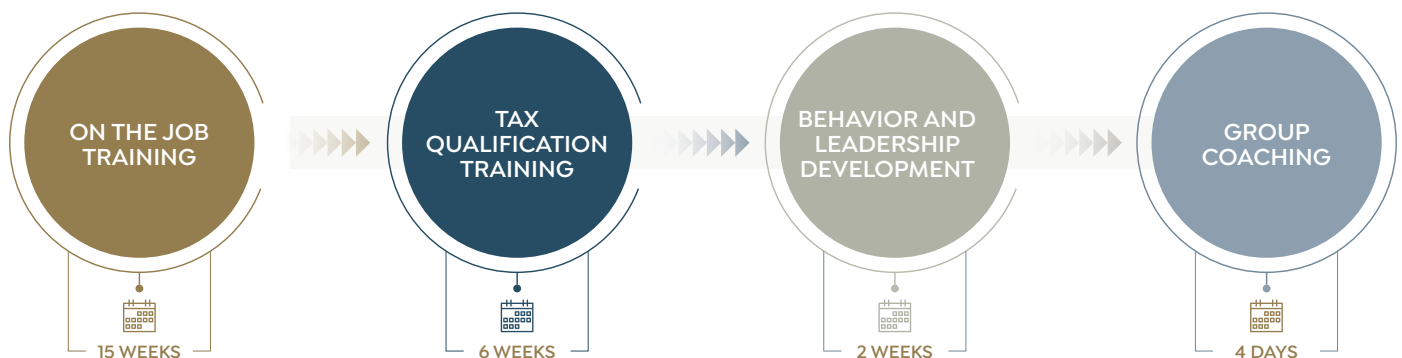 ON THE JOB
TRAINING
15 WEEKS
TAX
QUALIFICATION
TRAINING
6 WEEKS
BEHAVIOR AND
LEADERSHIP
DEVELOPMENT
2 WEEKS
GROUP
COACHING
4 DAYS